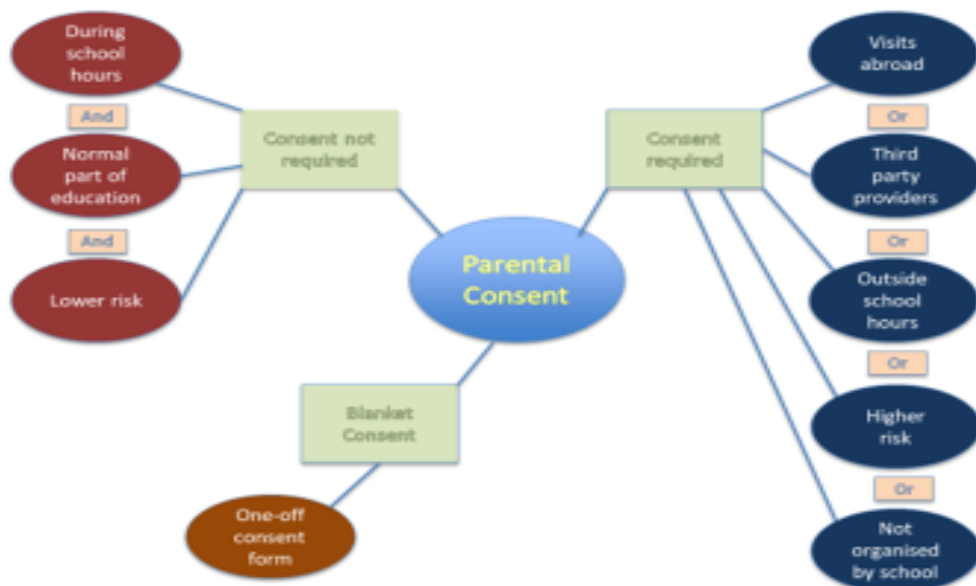 During
school
hours
And
Normal
part of
education
And
Lower risk
Consent not
required
Parental
Consent
Blanket
Consent
One-off
consent
form
Consent
required
Visits
abroad
Or
Third
party
providers
Or
Outside
school
hours
Or
Higher
risk
Or
Not
organised
by school